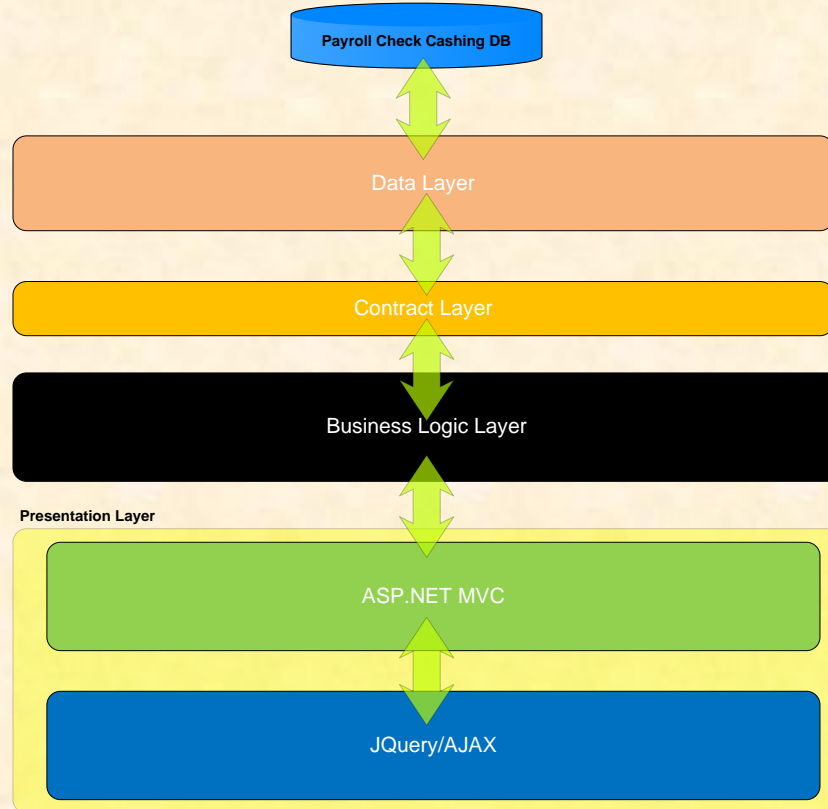 Payroll Check Cashing DB
Data Layer
Contract Layer
Business Logic Layer
Presentation Layer
ASP.NET MVC
JQuery/AJAX